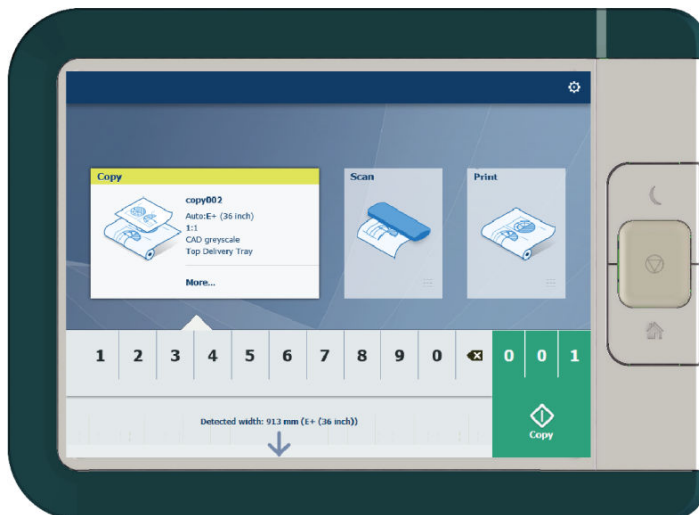 Copy
copy002
Auto:E+ (36 inch)
1:1
CAD greyscale
Top Delivery Tray
More...
Scan
Print
1 2 3 4 5 6 7 8 9 0 0 0 1
Detected width: 913 mm (E+ (36 inch))
Copy